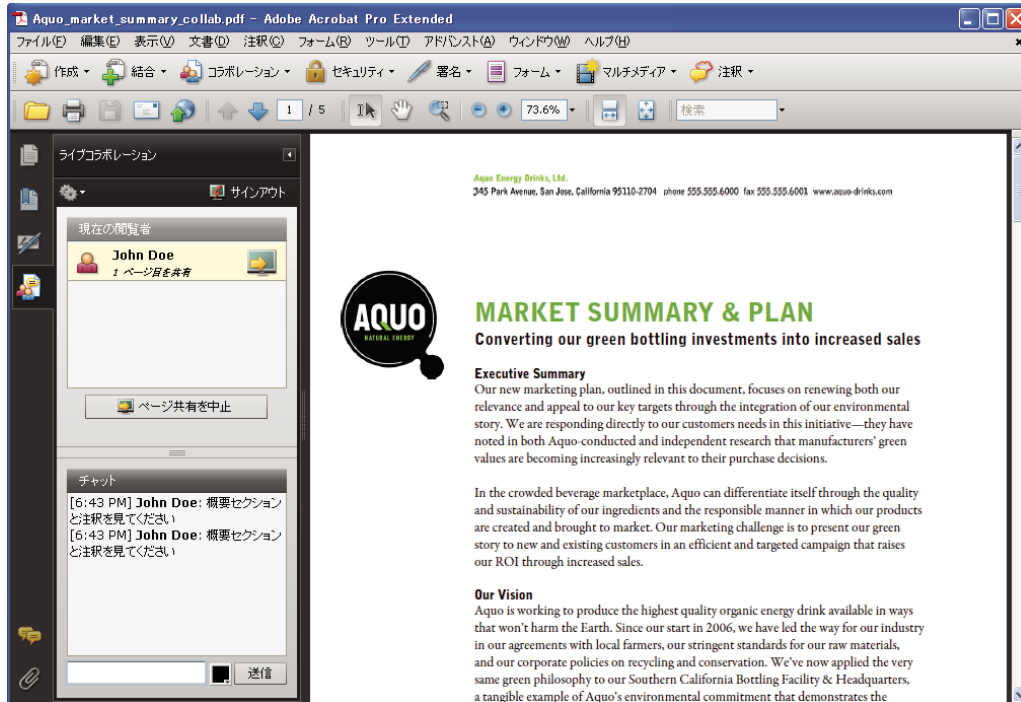 Aquo_market_summary_collab.pdf - Adobe Acrobat Pro Extended
ファイル(F) 編集(E) 表示(V) 文書(D) 注釈(C) フォーム(R) ツール(T) アドバンスト(A) ウィンドウ(W) ヘルプ(H)
作成 結合 コラボレーション セキュリティ 署名 フォーム マルチメディア 注釈
1 / 5 73.6% 検索
ライブコラボレーション
サインアウト
現在の閲覧者
John Doe
1 ページ目を共有
ページ共有を中止
チャット
[6:43 PM] John Doe: 概要セクション
と注釈を見てください
[6:43 PM] John Doe: 概要セクション
と注釈を見てください
送信
Aquo Energy Drinks, Ltd.
345 Park Avenue, San Jose, California 95110-2704 phone 555.555.6000 fax 555.555.6001 www.aquo-drinks.com
AQUO
NATURAL ENERGY
MARKET SUMMARY & PLAN
Converting our green bottling investments into increased sales
Executive Summary
Our new marketing plan, outlined in this document, focuses on renewing both our
relevance and appeal to our key targets through the integration of our environmental
story. We are responding directly to our customers needs in this initiative—they have
noted in both Aquo-conducted and independent research that manufacturers' green
values are becoming increasingly relevant to their purchase decisions.
In the crowded beverage marketplace, Aquo can differentiate itself through the quality
and sustainability of our ingredients and the responsible manner in which our products
are created and brought to market. Our marketing challenge is to present our green
story to new and existing customers in an efficient and targeted campaign that raises
our ROI through increased sales.
Our Vision
Aquo is working to produce the highest quality organic energy drink available in ways
that won't harm the Earth. Since our start in 2006, we have led the way for our industry
in our agreements with local farmers, our stringent standards for our raw materials,
and our corporate policies on recycling and conservation. We've now applied the very
same green philosophy to our Southern California Bottling Facility & Headquarters,
a tangible example of Aquo's environmental commitment that demonstrates the